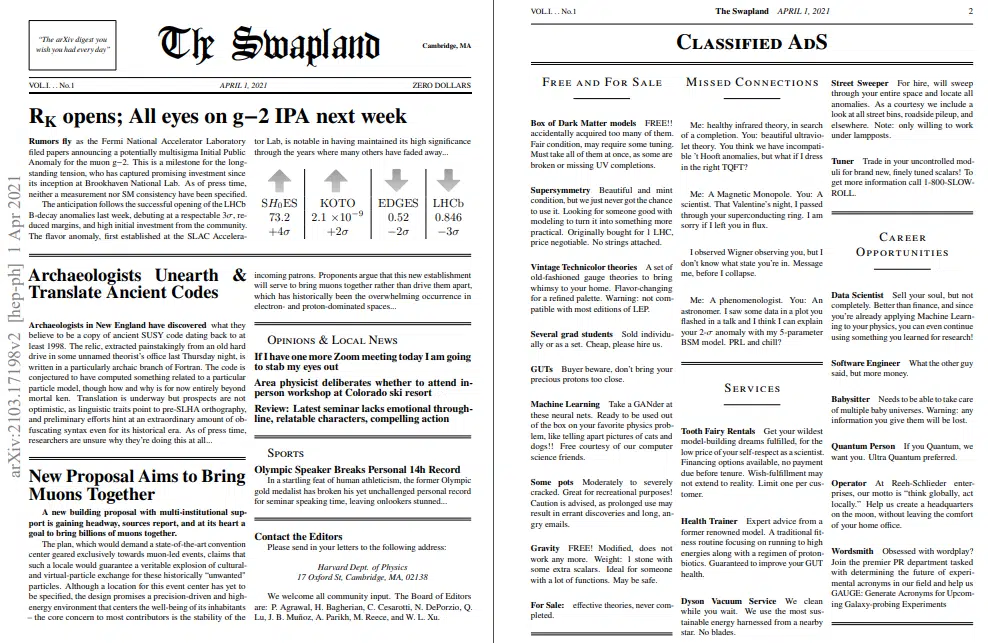 "The arXiv digest you
wish you had every day"
The Swapland
Cambridge, MA
VOL.I. . . No.1
APRIL 1, 2021
ZERO DOLLARS
RK opens; All eyes on g−2 IPA next week
Rumors fly as the Fermi National Accelerator Laboratory
filed papers announcing a potentially multisigma Initial Public
Anomaly for the muon g−2. This is a milestone for the long-
standing tension, who has captured promising investment since
its inception at Brookhaven National Lab. As of press time,
neither a measurement nor SM consistency have been specified.
The anticipation follows the successful opening of the LHCb
B-decay anomalies last week, debuting at a respectable 3σ, re-
duced margins, and high initial investment from the community.
The flavor anomaly, first established at the SLAC Accelera-
tor Lab, is notable in having maintained its high significance
through the years where many others have faded away...
SH0ES KOTO EDGES LHCb
73.2 2.1 ×10−9 0.52 0.846
+4σ +2σ −2σ −3σ
Archaeologists Unearth &
Translate Ancient Codes
Archaeologists in New England have discovered what they
believe to be a copy of ancient SUSY code dating back to at
least 1998. The relic, extracted painstakingly from an old hard
drive in some unnamed theorist's office last Thursday night, is
written in a particularly archaic branch of Fortran. The code is
conjectured to have computed something related to a particular
particle model, though how and why is for now entirely beyond
mortal ken. Translation is underway but prospects are not
optimistic, as linguistic traits point to pre-SLHA orthography,
and preliminary efforts hint at an extraordinary amount of ob-
fuscating syntax even for its historical era. As of press time,
researchers are unsure why they're doing this at all...
New Proposal Aims to Bring
Muons Together
A new building proposal with multi-institutional sup-
port is gaining headway, sources report, and at its heart a
goal to bring billions of muons together.
The plan, which would demand a state-of-the-art convention
center geared exclusively towards muon-led events, claims that
such a locale would guarantee a veritable explosion of cultural-
and virtual-particle exchange for these historically "unwanted"
particles. Although a location for this event center has yet to
be specified, the design promises a precision-driven and high-
energy environment that centers the well-being of its inhabitants
– the core concern to most contributors is the stability of the
incoming patrons. Proponents argue that this new establishment
will serve to bring muons together rather than drive them apart,
which has historically been the overwhelming occurrence in
electron- and proton-dominated spaces...
Opinions & Local News
If I have one more Zoom meeting today I am going
to stab my eyes out
Area physicist deliberates whether to attend in-
person workshop at Colorado ski resort
Review: Latest seminar lacks emotional through-
line, relatable characters, compelling action
Sports
Olympic Speaker Breaks Personal 14h Record
In a startling feat of human athleticism, the former Olympic
gold medalist has broken his yet unchallenged personal record
for seminar speaking time, leaving onlookers stunned...
Contact the Editors
Please send in your letters to the following address:
Harvard Dept. of Physics
17 Oxford St, Cambridge, MA, 02138
We welcome all community input. The Board of Editors
are: P. Agrawal, H. Bagherian, C. Cesarotti, N. DePorzio, Q.
Lu, J. B. Muñoz, A. Parikh, M. Reece, and W. L. Xu.
arXiv:2103.17198v2 [hep-ph] 1 Apr 2021
VOL.I. . . No.1
The Swapland APRIL 1, 2021
2
Classified AdS
Free and For Sale
Box of Dark Matter models FREE!!
accidentally acquired too many of them.
Fair condition, may require some tuning.
Must take all of them at once, as some are
broken or missing UV completions.
Supersymmetry Beautiful and mint
condition, but we just never got the chance
to use it. Looking for someone good with
modeling to turn it into something more
practical. Originally bought for 1 LHC,
price negotiable. No strings attached.
Vintage Technicolor theories A set of
old-fashioned gauge theories to bring
whimsy to your home. Flavor-changing
for a refined palette. Warning: not com-
patible with most editions of LEP.
Several grad students Sold individu-
ally or as a set. Cheap, please hire us.
GUTs Buyer beware, don't bring your
precious protons too close.
Machine Learning Take a GANder at
these neural nets. Ready to be used out
of the box on your favorite physics prob-
lem, like telling apart pictures of cats and
dogs!! Free courtesy of our computer
science friends.
Some pots Moderately to severely
cracked. Great for recreational purposes!
Caution is advised, as prolonged use may
result in errant discoveries and long, an-
gry emails.
Gravity FREE! Modified, does not
work any more. Weight: 1 stone with
some extra scalars. Ideal for someone
with a lot of functions. May be safe.
For Sale: effective theories, never com-
pleted.
Missed Connections
Me: healthy infrared theory, in search
of a completion. You: beautiful ultravio-
let theory. You think we have incompati-
ble 't Hooft anomalies, but what if I dress
in the right TQFT?
Me: A Magnetic Monopole. You: A
scientist. That Valentine's night, I passed
through your superconducting ring. I am
sorry if I left you in flux.
I observed Wigner observing you, but I
don't know what state you're in. Message
me, before I collapse.
Me: A phenomenologist. You: An
astronomer. I saw some data in a plot you
flashed in a talk and I think I can explain
your 2-σ anomaly with my 5-parameter
BSM model. PRL and chill?
Services
Tooth Fairy Rentals Get your wildest
model-building dreams fulfilled, for the
low price of your self-respect as a scientist.
Financing options available, no payment
due before tenure. Wish-fulfillment may
not extend to reality. Limit one per cus-
tomer.
Health Trainer Expert advice from a
former renowned model. A traditional fit-
ness routine focusing on running to high
energies along with a regimen of proton-
biotics. Guaranteed to improve your GUT
health.
Dyson Vacuum Service We clean
while you wait. We use the most sus-
tainable energy harnessed from a nearby
star. No blades.
Street Sweeper For hire, will sweep
through your entire space and locate all
anomalies. As a courtesy we include a
look at all street bins, roadside pileup, and
elsewhere. Note: only willing to work
under lampposts.
Tuner Trade in your uncontrolled mod-
uli for brand new, finely tuned scalars! To
get more information call 1-800-SLOW-
ROLL.
Career
Opportunities
Data Scientist Sell your soul, but not
completely. Better than finance, and since
you're already applying Machine Learn-
ing to your physics, you can even continue
using something you learned for research!
Software Engineer What the other guy
said, but more money.
Babysitter Needs to be able to take care
of multiple baby universes. Warning: any
information you give them will be lost.
Quantum Person If you Quantum, we
want you. Ultra Quantum preferred.
Operator At Reeh-Schlieder enter-
prises, our motto is "think globally, act
locally." Help us create a headquarters
on the moon, without leaving the comfort
of your home office.
Wordsmith Obsessed with wordplay?
Join the premier PR department tasked
with determining the future of experi-
mental acronyms in our field and help us
GAUGE: Generate Acronyms for Upcom-
ing Galaxy-probing Experiments